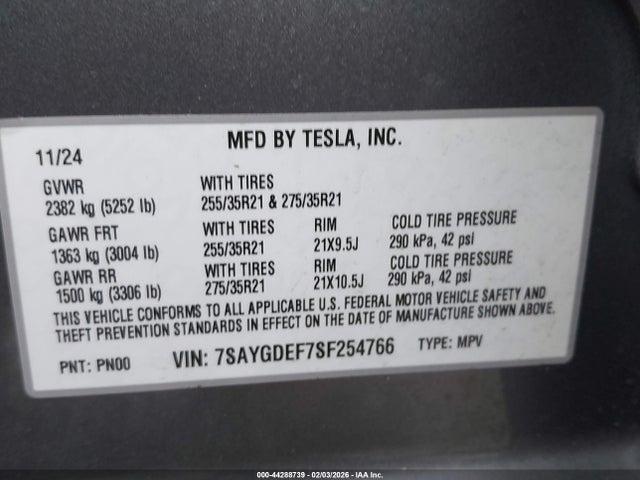 MFD BY TESLA, INC.
11/24
GVWR WITH TIRES
2382 kg (5252 lb) 255/35R21 & 275/35R21
GAWR FRT WITH TIRES RIM COLD TIRE PRESSURE
1363 kg (3004 lb) 255/35R21 21X9.5J 290 kPa, 42 psi
GAWR RR WITH TIRES RIM COLD TIRE PRESSURE
1500 kg (3306 lb) 275/35R21 21X10.5J 290 kPa, 42 psi
THIS VEHICLE CONFORMS TO ALL APPLICABLE U.S. FEDERAL MOTOR VEHICLE SAFETY AND
THEFT PREVENTION STANDARDS IN EFFECT ON THE DATE OF MANUFACTURE SHOWN ABOVE.
PNT: PN00 VIN: 7SAYGDEF7SF254766 TYPE: MPV
000-44288739 - 02/03/2026 - IAA Inc.